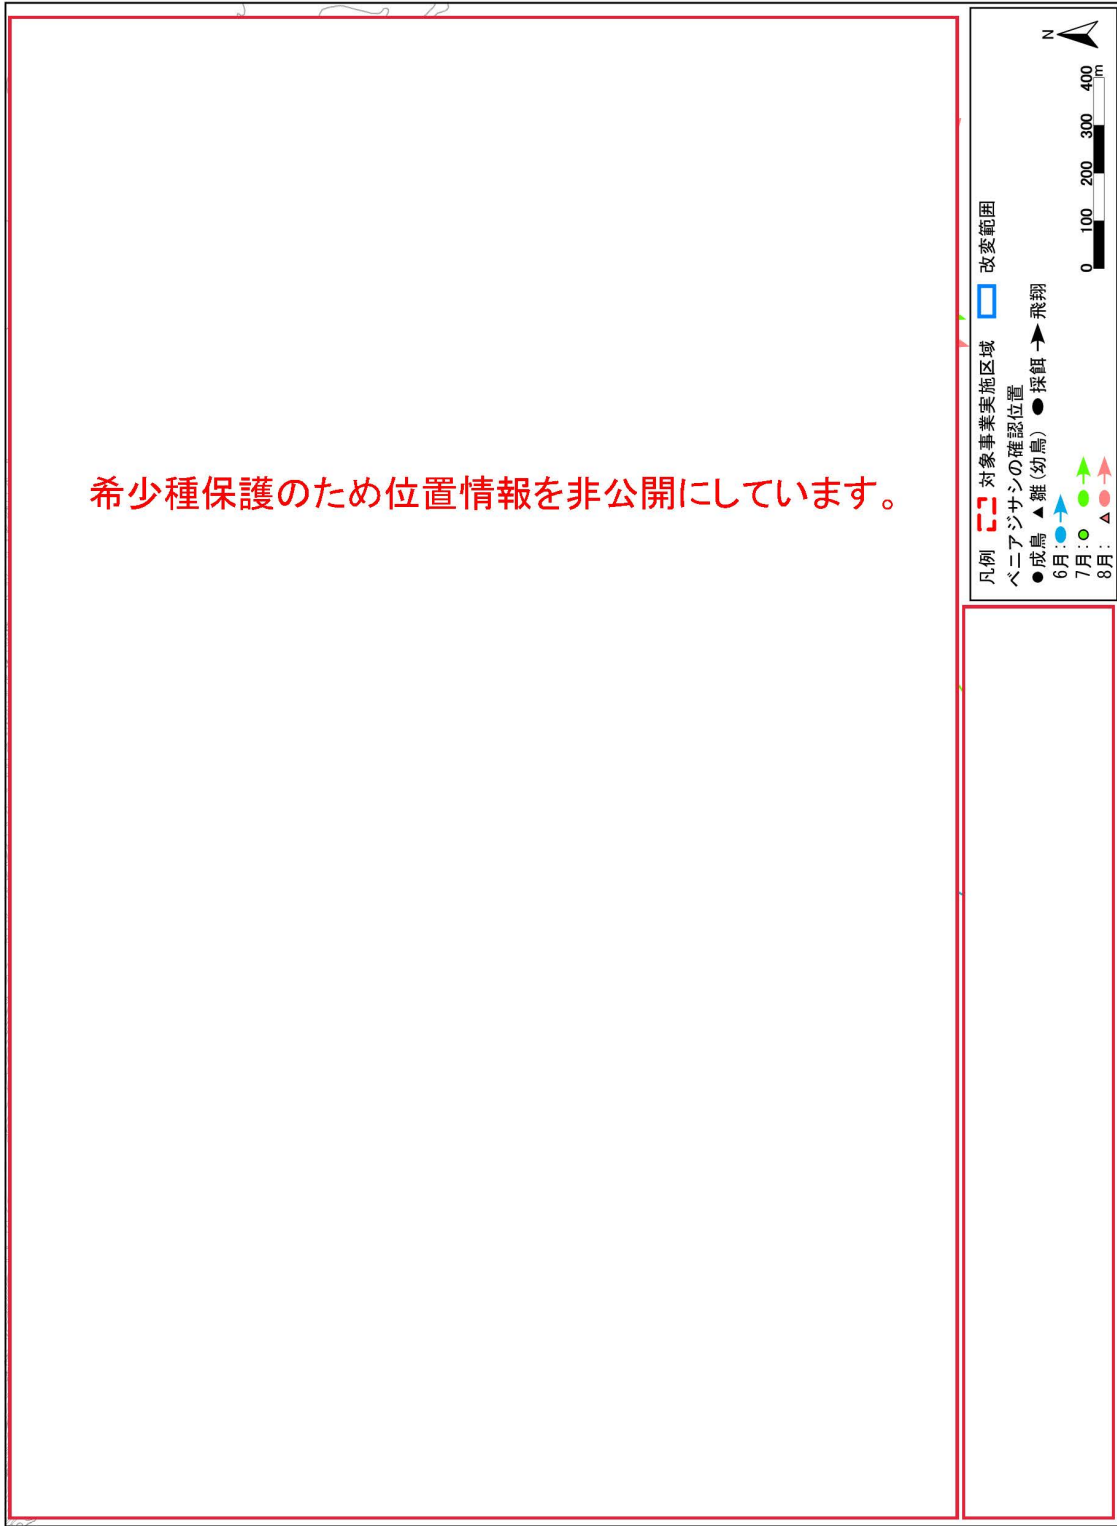 希少種保護のため位置情報を非公開にしています。
凡例 対象事業実施区域 改変範囲
ベニアジサシの確認位置
●成鳥 ▲雛(幼鳥) ●採餌 →飛翔
6月:
7月:
8月:
0 100 200 300 400
m
N